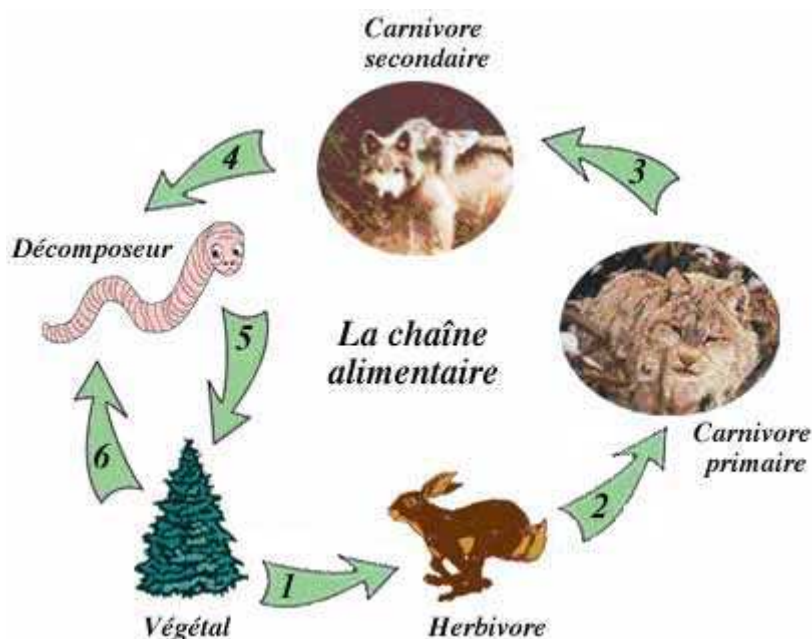 Carnivore
secondaire
4
3
Décomposeur
5
La chaîne
alimentaire
6
Carnivore
primaire
2
1
Végétal
Herbivore